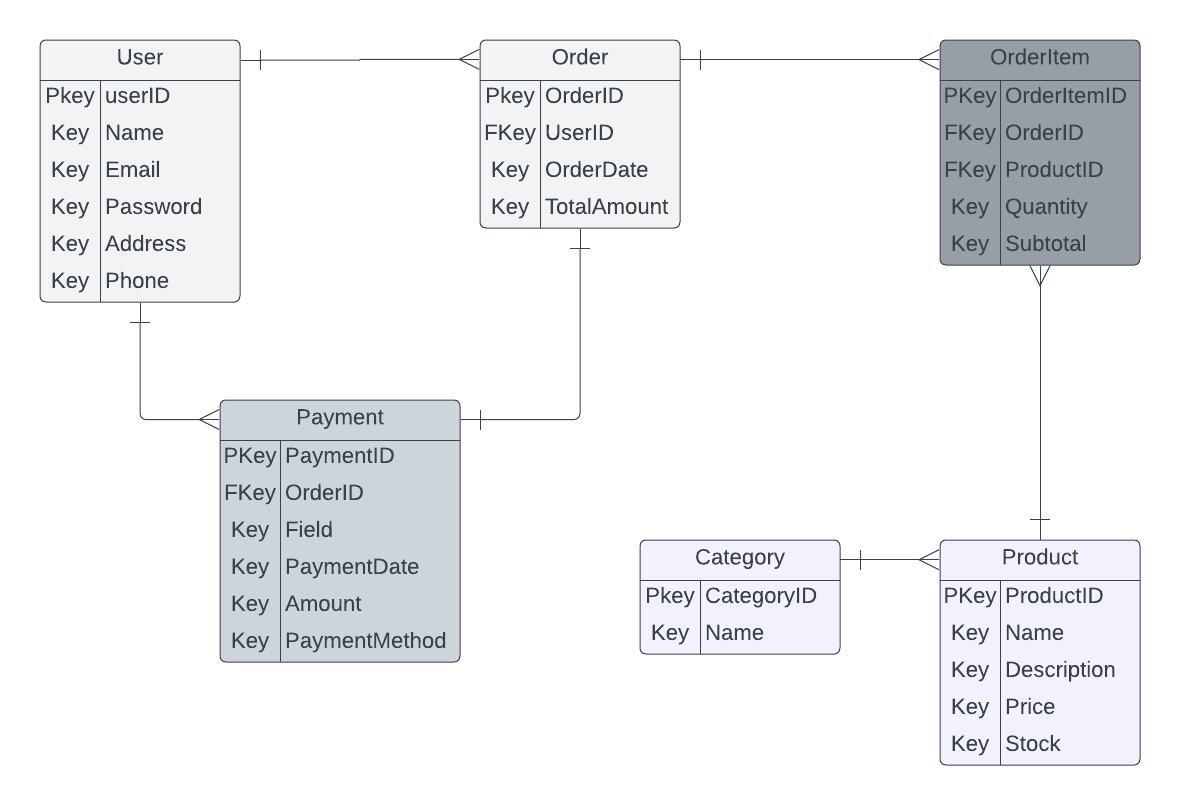 User
Pkey userID
Key Name
Key Email
Key Password
Key Address
Key Phone
Order
Pkey OrderID
FKey UserID
Key OrderDate
Key TotalAmount
OrderItem
PKey OrderItemID
FKey OrderID
FKey ProductID
Key Quantity
Key Subtotal
Payment
PKey PaymentID
FKey OrderID
Key Field
Key PaymentDate
Key Amount
Key PaymentMethod
Category
Pkey CategoryID
Key Name
Product
PKey ProductID
Key Name
Key Description
Key Price
Key Stock